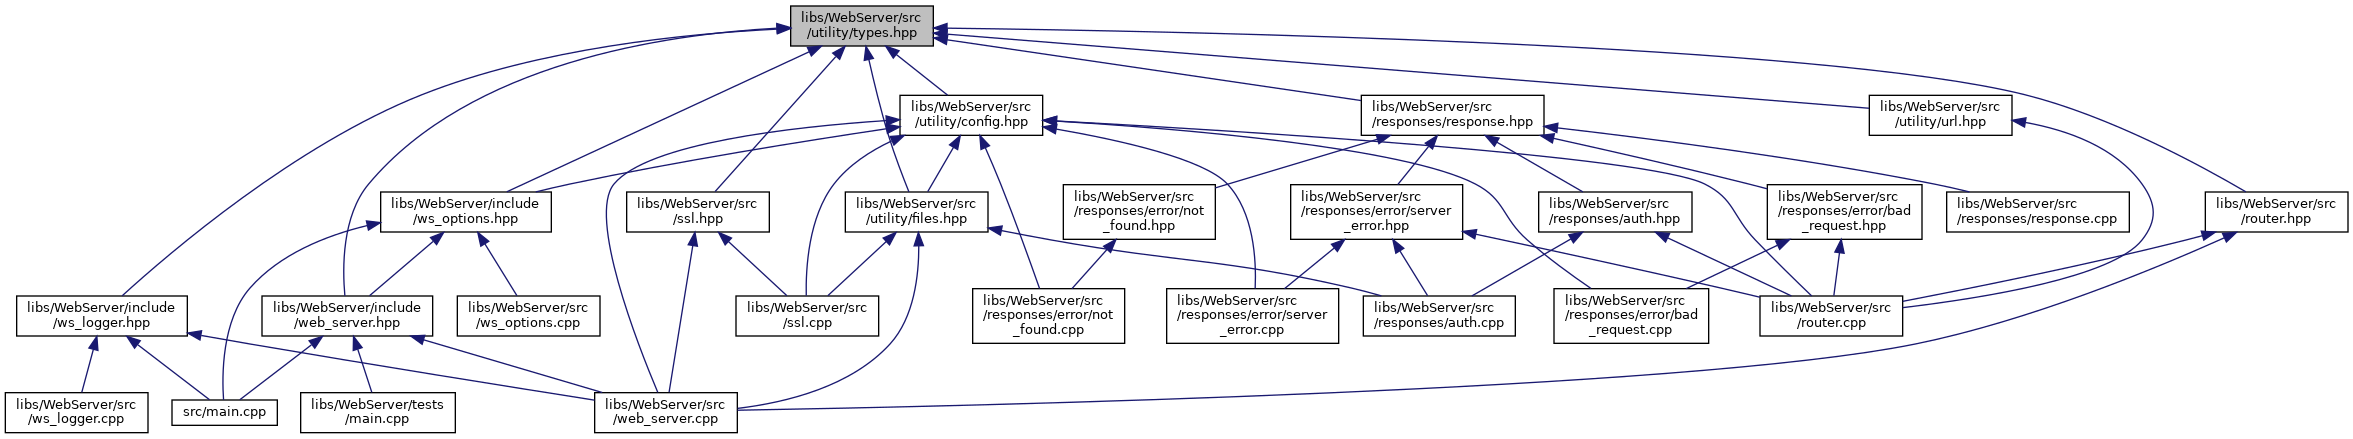 libs/WebServer/src
/utility/types.hpp
libs/WebServer/src
/utility/config.hpp
libs/WebServer/src
/responses/response.hpp
libs/WebServer/src
/utility/url.hpp
libs/WebServer/include
/ws_options.hpp
libs/WebServer/src
/ssl.hpp
libs/WebServer/src
/utility/files.hpp
libs/WebServer/src
/responses/error/not
_found.hpp
libs/WebServer/src
/responses/error/server
_error.hpp
libs/WebServer/src
/responses/auth.hpp
libs/WebServer/src
/responses/error/bad
_request.hpp
libs/WebServer/src
/responses/response.cpp
libs/WebServer/src
/router.hpp
libs/WebServer/include
/ws_logger.hpp
libs/WebServer/include
/web_server.hpp
libs/WebServer/src
/ws_options.cpp
libs/WebServer/src
/ssl.cpp
libs/WebServer/src
/responses/error/not
_found.cpp
libs/WebServer/src
/responses/error/server
_error.cpp
libs/WebServer/src
/responses/auth.cpp
libs/WebServer/src
/responses/error/bad
_request.cpp
libs/WebServer/src
/router.cpp
libs/WebServer/src
/ws_logger.cpp
src/main.cpp
libs/WebServer/tests
/main.cpp
libs/WebServer/src
/web_server.cpp